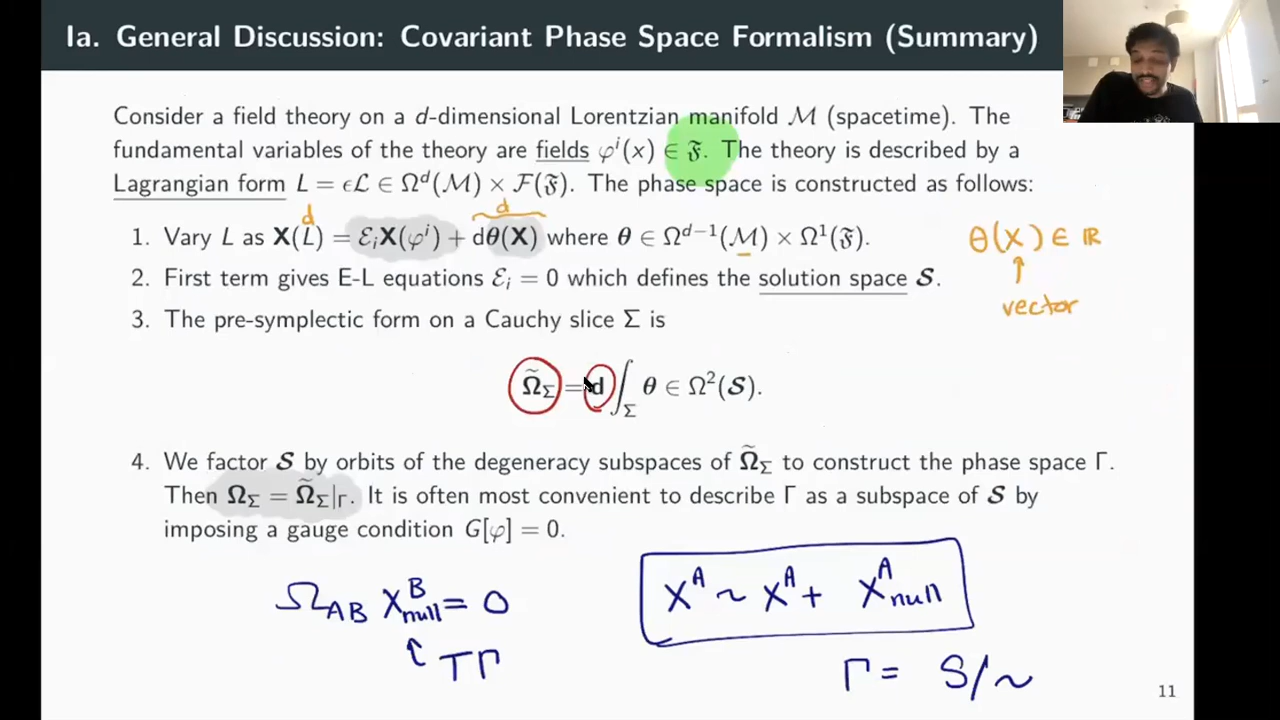 Ia. General Discussion: Covariant Phase Space Formalism (Summary)
Consider a field theory on a d-dimensional Lorentzian manifold ℳ (spacetime). The
fundamental variables of the theory are fields φⁱ(x) ∈ 𝔉. The theory is described by a
Lagrangian form L = ϵℒ ∈ Ωᵈ(ℳ) × ℱ(𝔉). The phase space is constructed as follows:
d
d
1. Vary L as X(L) = ℰᵢX(φⁱ) + dθ(X) where θ ∈ Ωᵈ⁻¹(ℳ) × Ω¹(𝔉).
θ(X) ∈ ℝ
↑
vector
2. First term gives E-L equations ℰᵢ = 0 which defines the solution space 𝓢.
3. The pre-symplectic form on a Cauchy slice Σ is
Ω̃_Σ = d ∫_Σ θ ∈ Ω²(𝓢).
4. We factor 𝓢 by orbits of the degeneracy subspaces of Ω̃_Σ to construct the phase space Γ.
Then Ω_Σ = Ω̃_Σ|_Γ. It is often most convenient to describe Γ as a subspace of 𝓢 by
imposing a gauge condition G[φ] = 0.
Ω_AB X^B_null = 0
↑ TΓ
X^A ~ X^A + X^A_null
Γ = S/~
11